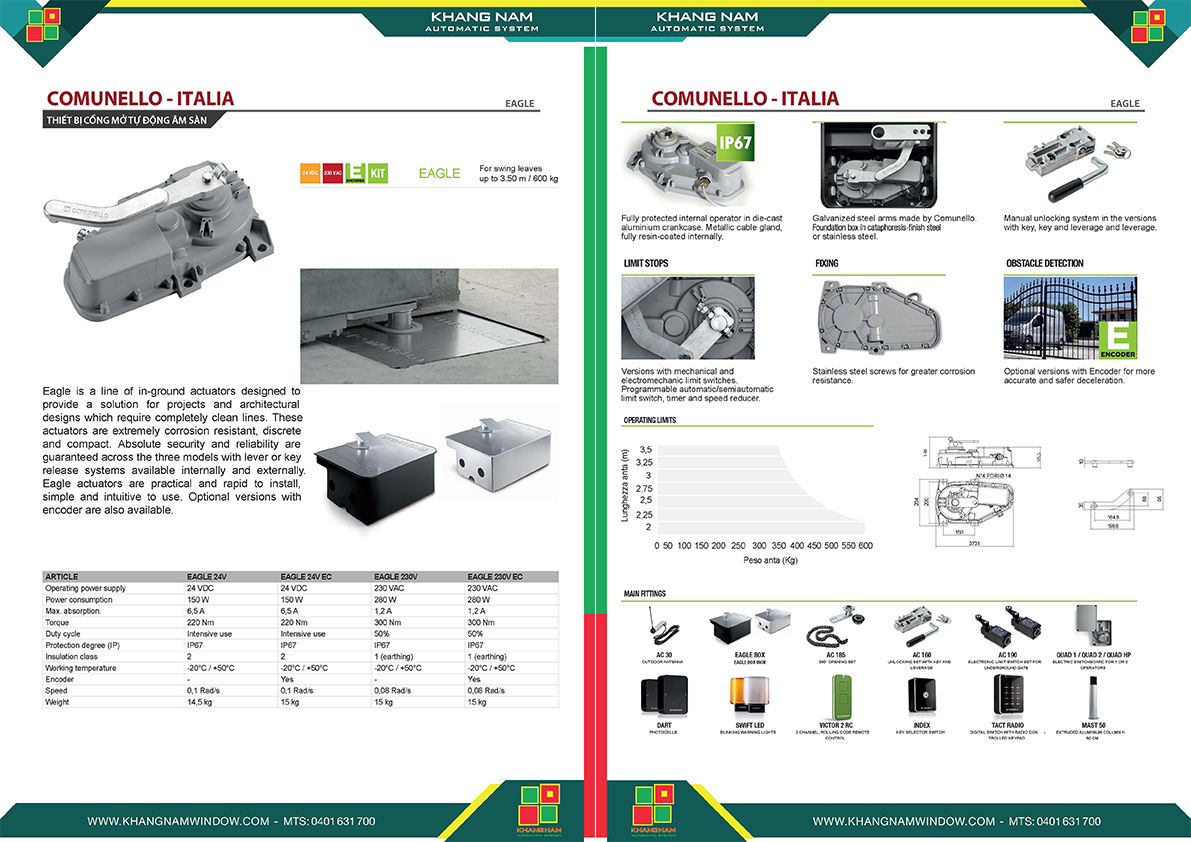 KHANG NAM
AUTOMATIC SYSTEM
COMUNELLO - ITALIA
EAGLE
THIẾT BỊ CỔNG MỞ TỰ ĐỘNG ÂM SÀN
24 VDC
230 VAC
E
ENCODER
KIT
EAGLE
For swing leaves
up to 3.50 m / 600 kg
COMUNELLO
Eagle is a line of in-ground actuators designed to
provide a solution for projects and architectural
designs which require completely clean lines. These
actuators are extremely corrosion resistant, discrete
and compact. Absolute security and reliability are
guaranteed across the three models with lever or key
release systems available internally and externally.
Eagle actuators are practical and rapid to install,
simple and intuitive to use. Optional versions with
encoder are also available.
ARTICLE EAGLE 24V EAGLE 24V EC EAGLE 230V EAGLE 230V EC
Operating power supply 24 VDC 24 VDC 230 VAC 230 VAC
Power consumption 150 W 150 W 280 W 280 W
Max. absorption. 6,5 A 6,5 A 1,2 A 1,2 A
Torque 220 Nm 220 Nm 300 Nm 300 Nm
Duty cycle Intensive use Intensive use 50% 50%
Protection degree (IP) IP67 IP67 IP67 IP67
Insulation class 2 2 1 (earthing) 1 (earthing)
Working temperature -20°C / +50°C -20°C / +50°C -20°C / +50°C -20°C / +50°C
Encoder - Yes - Yes
Speed 0,1 Rad/s 0,1 Rad/s 0,08 Rad/s 0,08 Rad/s
Weight 14,5 kg 15 kg 15 kg 15 kg
KHANG NAM
AUTOMATIC SYSTEM
WWW.KHANGNAMWINDOW.COM - MTS: 0401 631 700
KHANG NAM
AUTOMATIC SYSTEM
COMUNELLO - ITALIA
EAGLE
IP67
Fully protected internal operator in die-cast
aluminium crankcase. Metallic cable gland,
fully resin-coated internally.
Galvanized steel arms made by Comunello.
Foundation box in cataphoresis-finish steel
or stainless steel.
Manual unlocking system in the versions
with key, key and leverage and leverage.
LIMIT STOPS
FIXING
OBSTACLE DETECTION
E
ENCODER
Versions with mechanical and
electromechanic limit switches.
Programmable automatic/semiautomatic
limit switch, timer and speed reducer.
Stainless steel screws for greater corrosion
resistance.
Optional versions with Encoder for more
accurate and safer deceleration.
OPERATING LIMITS
Lunghezza anta (m)
3,5
3,25
3
2,75
2,5
2,25
2
0 50 100 150 200 250 300 350 400 450 500 550 600
Peso anta (Kg)
N°4 FORI Ø14
204
200
150
164,8
68
95
MAIN FITTINGS
AC 30
OUTDOOR ANTENNA
EAGLE BOX
EAGLE BOX INOX
AC 185
360° OPENING SET
AC 160
UNLOCKING SET WITH KEY AND
LEVERAGE
AC 190
ELECTRONIC LIMIT SWITCH SET FOR
UNDERGROUND GATE
QUAD 1 / QUAD 2 / QUAD HP
ELECTRIC SWITCHBOARD FOR 1 OR 2
OPERATORS
DART
PHOTOCELLS
SWIFT LED
BLINKING WARNING LIGHTS
VICTOR 2 RC
2 CHANNEL, ROLLING CODE REMOTE
CONTROL
INDEX
KEY SELECTOR SWITCH
TACT RADIO
DIGITAL SWITCH WITH RADIO CON -
TROLLED KEYPAD
MAST 50
EXTRUDED ALUMINIUM COLUMN H
50 CM
KHANG NAM
AUTOMATIC SYSTEM
WWW.KHANGNAMWINDOW.COM - MTS: 0401 631 700